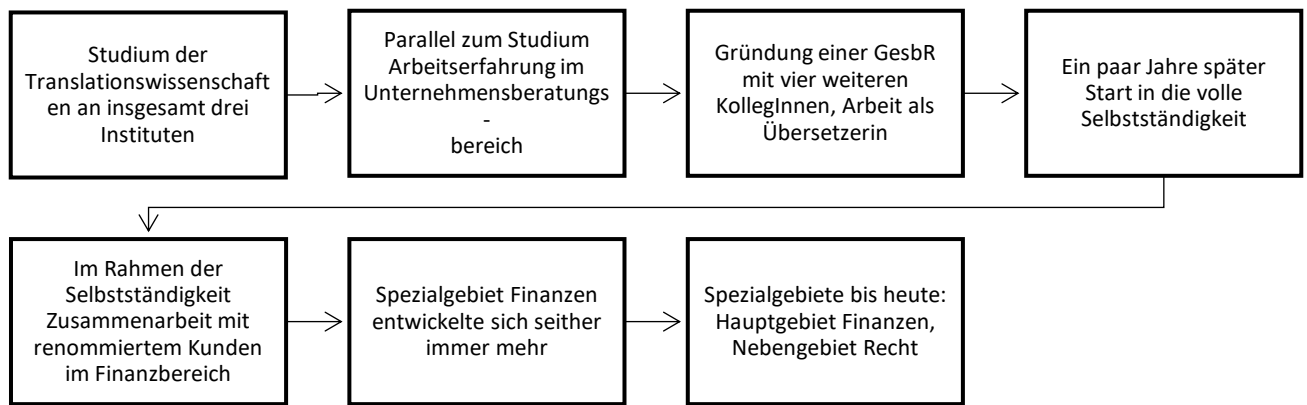 Studium der
Translationswissenschaft
en an insgesamt drei
Instituten
Parallel zum Studium
Arbeitserfahrung im
Unternehmensberatungs
-
bereich
Gründung einer GesbR
mit vier weiteren
KollegInnen, Arbeit als
Übersetzerin
Ein paar Jahre später
Start in die volle
Selbstständigkeit
Im Rahmen der
Selbstständigkeit
Zusammenarbeit mit
renommiertem Kunden
im Finanzbereich
Spezialgebiet Finanzen
entwickelte sich seither
immer mehr
Spezialgebiete bis heute:
Hauptgebiet Finanzen,
Nebengebiet Recht